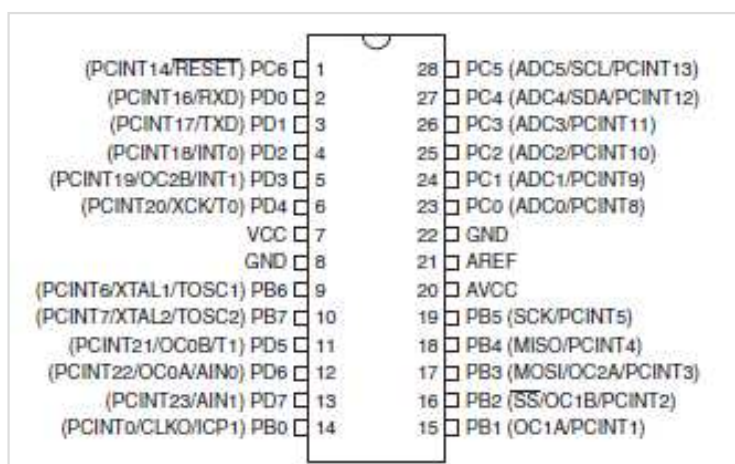 (PCINT14/RESET) PC6 1 28 PC5 (ADC5/SCL/PCINT13)
(PCINT16/RXD) PD0 2 27 PC4 (ADC4/SDA/PCINT12)
(PCINT17/TXD) PD1 3 26 PC3 (ADC3/PCINT11)
(PCINT18/INT0) PD2 4 25 PC2 (ADC2/PCINT10)
(PCINT19/OC2B/INT1) PD3 5 24 PC1 (ADC1/PCINT9)
(PCINT20/XCK/T0) PD4 6 23 PC0 (ADC0/PCINT8)
VCC 7 22 GND
GND 8 21 AREF
(PCINT6/XTAL1/TOSC1) PB6 9 20 AVCC
(PCINT7/XTAL2/TOSC2) PB7 10 19 PB5 (SCK/PCINT5)
(PCINT21/OC0B/T1) PD5 11 18 PB4 (MISO/PCINT4)
(PCINT22/OC0A/AIN0) PD6 12 17 PB3 (MOSI/OC2A/PCINT3)
(PCINT23/AIN1) PD7 13 16 PB2 (SS/OC1B/PCINT2)
(PCINT0/CLKO/ICP1) PB0 14 15 PB1 (OC1A/PCINT1)